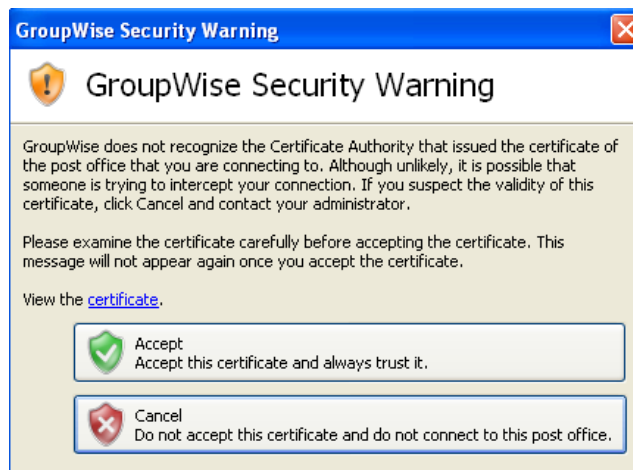 GroupWise Security Warning
GroupWise Security Warning
GroupWise does not recognize the Certificate Authority that issued the certificate of
the post office that you are connecting to. Although unlikely, it is possible that
someone is trying to intercept your connection. If you suspect the validity of this
certificate, click Cancel and contact your administrator.
Please examine the certificate carefully before accepting the certificate. This
message will not appear again once you accept the certificate.
View the certificate.
Accept
Accept this certificate and always trust it.
Cancel
Do not accept this certificate and do not connect to this post office.